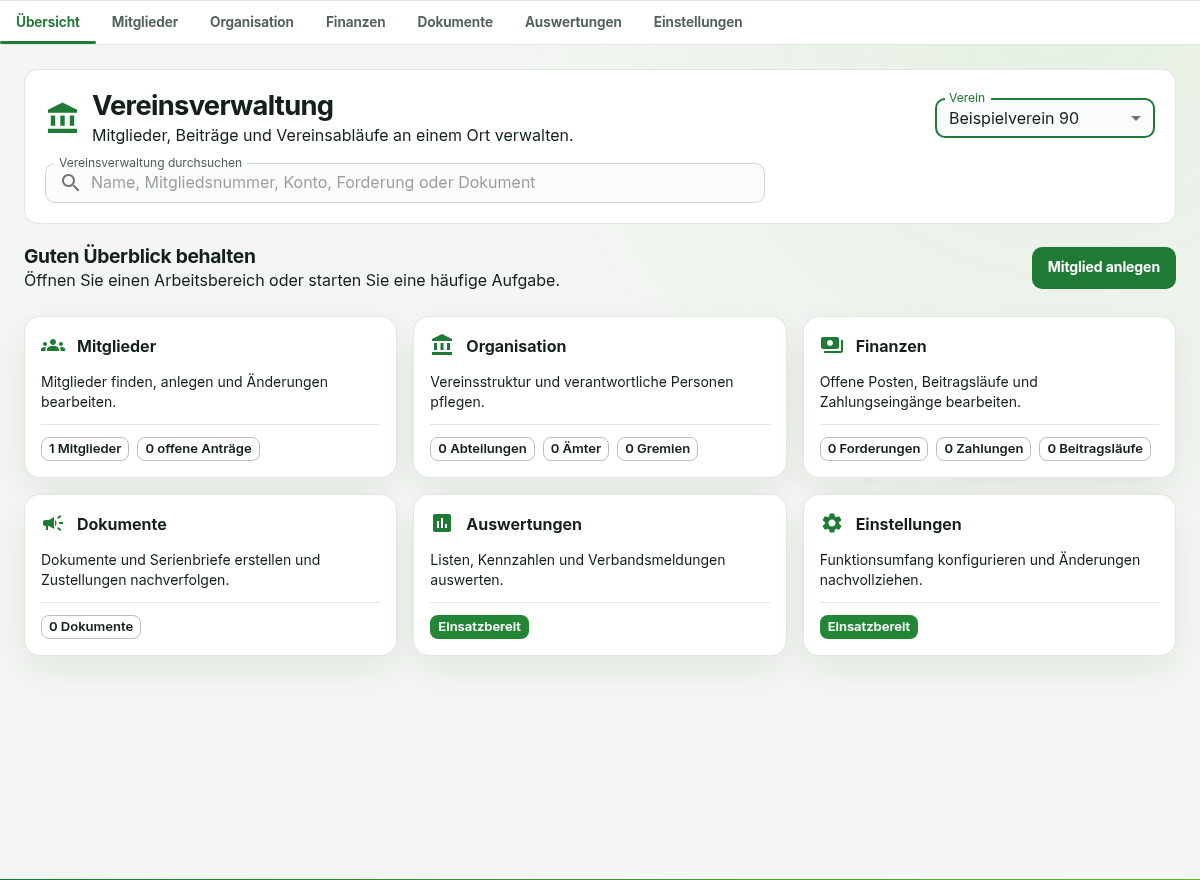 Übersicht Mitglieder Organisation Finanzen Dokumente Auswertungen Einstellungen
Vereinsverwaltung
Mitglieder, Beiträge und Vereinsabläufe an einem Ort verwalten.
Verein
Beispielverein 90
Vereinsverwaltung durchsuchen
Name, Mitgliedsnummer, Konto, Forderung oder Dokument
Guten Überblick behalten
Öffnen Sie einen Arbeitsbereich oder starten Sie eine häufige Aufgabe.
Mitglied anlegen
Mitglieder
Mitglieder finden, anlegen und Änderungen
bearbeiten.
1 Mitglieder 0 offene Anträge
Organisation
Vereinsstruktur und verantwortliche Personen
pflegen.
0 Abteilungen 0 Ämter 0 Gremien
Finanzen
Offene Posten, Beitragsläufe und
Zahlungseingänge bearbeiten.
0 Forderungen 0 Zahlungen 0 Beitragsläufe
Dokumente
Dokumente und Serienbriefe erstellen und
Zustellungen nachverfolgen.
0 Dokumente
Auswertungen
Listen, Kennzahlen und Verbandsmeldungen
auswerten.
Einsatzbereit
Einstellungen
Funktionsumfang konfigurieren und Änderungen
nachvollziehen.
Einsatzbereit